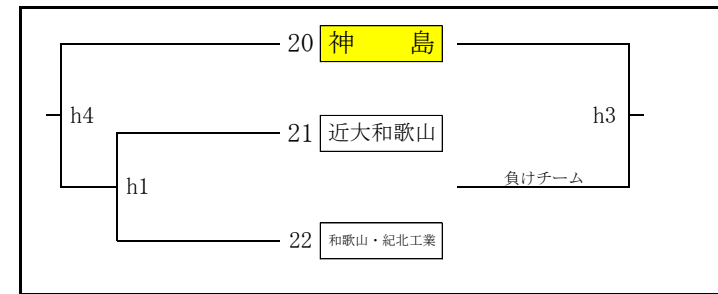 20 神 島
h4
h3
21 近大和歌山
負けチーム
h1
22 和歌山・紀北工業